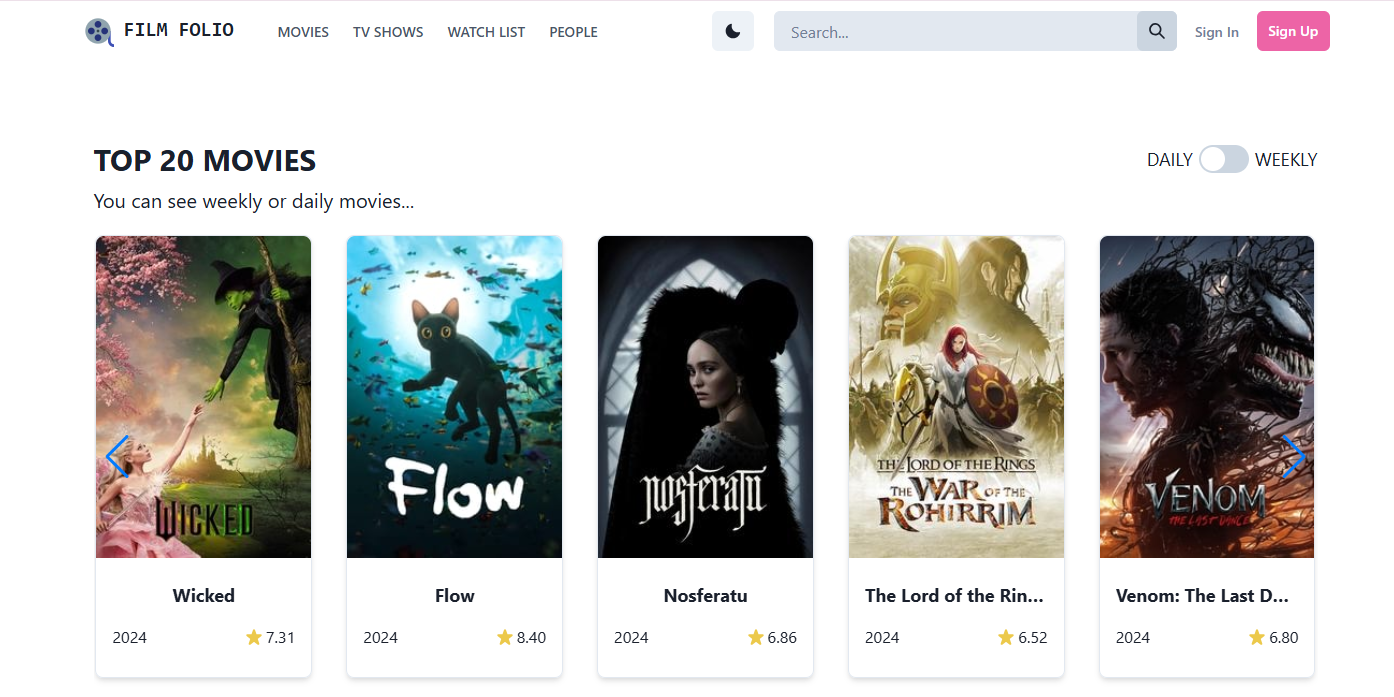 FILM FOLIO MOVIES TV SHOWS WATCH LIST PEOPLE Search... Sign In Sign Up
TOP 20 MOVIES
DAILY WEEKLY
You can see weekly or daily movies...
WICKED
Flow
nosferatu
THE LORD OF THE RINGS
THE WAR OF THE
ROHIRRIM
VENOM
THE LAST DANCE
Wicked
Flow
Nosferatu
The Lord of the Rin...
Venom: The Last D...
2024 7.31
2024 8.40
2024 6.86
2024 6.52
2024 6.80